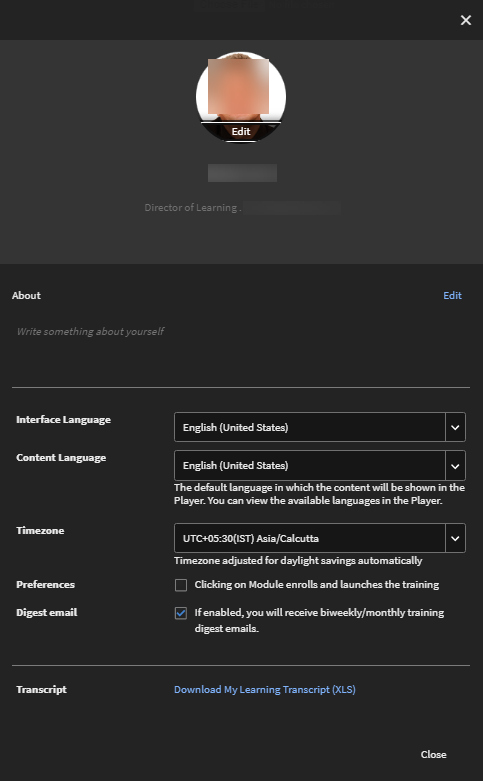 Edit
Director of Learning .
About
Edit
Write something about yourself
Interface Language
English (United States)
Content Language
English (United States)
The default language in which the content will be shown in the
Player. You can view the available languages in the Player.
Timezone
UTC+05:30(IST) Asia/Calcutta
Timezone adjusted for daylight savings automatically
Preferences
Clicking on Module enrolls and launches the training
Digest email
If enabled, you will receive biweekly/monthly training
digest emails.
Transcript
Download My Learning Transcript (XLS)
Close